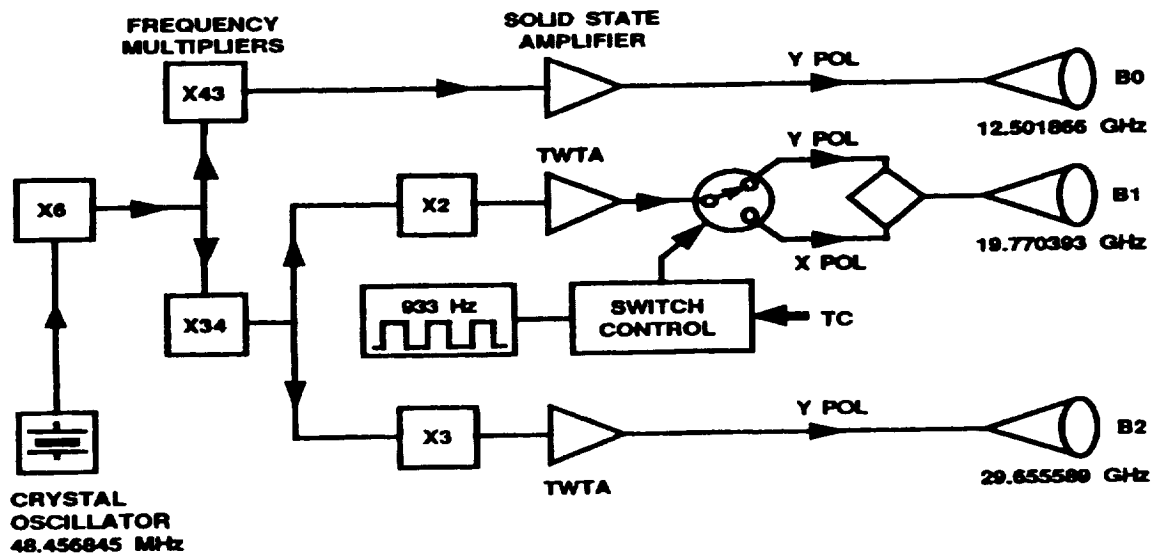 FREQUENCY
MULTIPLIERS
SOLID STATE
AMPLIFIER
X43
Y POL
B0
12.501866 GHz
X6
X2
TWTA
Y POL
X POL
B1
19.770393 GHz
X34
933 Hz
SWITCH
CONTROL
TC
X3
TWTA
Y POL
B2
29.655589 GHz
CRYSTAL
OSCILLATOR
48.456845 MHz